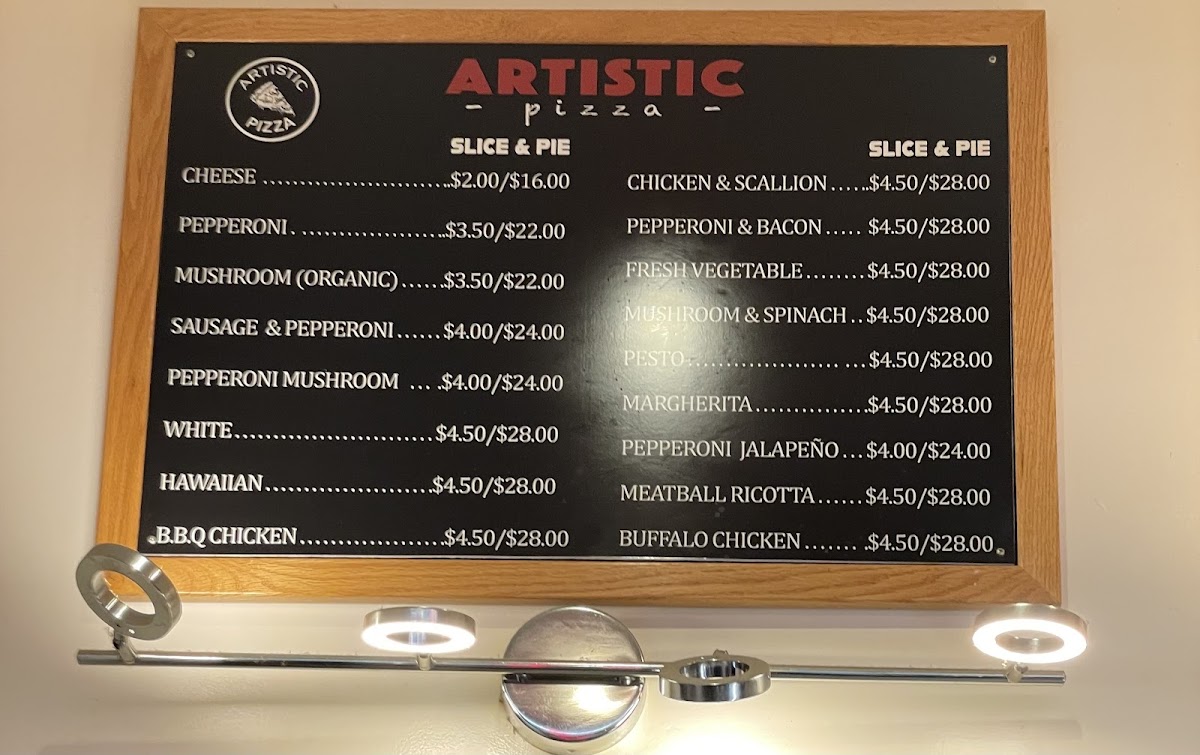 ARTISTIC
PIZZA
ARTISTIC
- pizza -
SLICE & PIE
CHEESE ..........................$2.00/$16.00
PEPPERONI. ....................$3.50/$22.00
MUSHROOM (ORGANIC)......$3.50/$22.00
SAUSAGE & PEPPERONI......$4.00/$24.00
PEPPERONI MUSHROOM ... .$4.00/$24.00
WHITE..........................$4.50/$28.00
HAWAIIAN......................$4.50/$28.00
B.B.Q CHICKEN...................$4.50/$28.00
SLICE & PIE
CHICKEN & SCALLION......$4.50/$28.00
PEPPERONI & BACON..... $4.50/$28.00
FRESH VEGETABLE........$4.50/$28.00
MUSHROOM & SPINACH..$4.50/$28.00
PESTO.................... ...$4.50/$28.00
MARGHERITA...............$4.50/$28.00
PEPPERONI JALAPEÑO...$4.00/$24.00
MEATBALL RICOTTA......$4.50/$28.00
BUFFALO CHICKEN....... .$4.50/$28.00